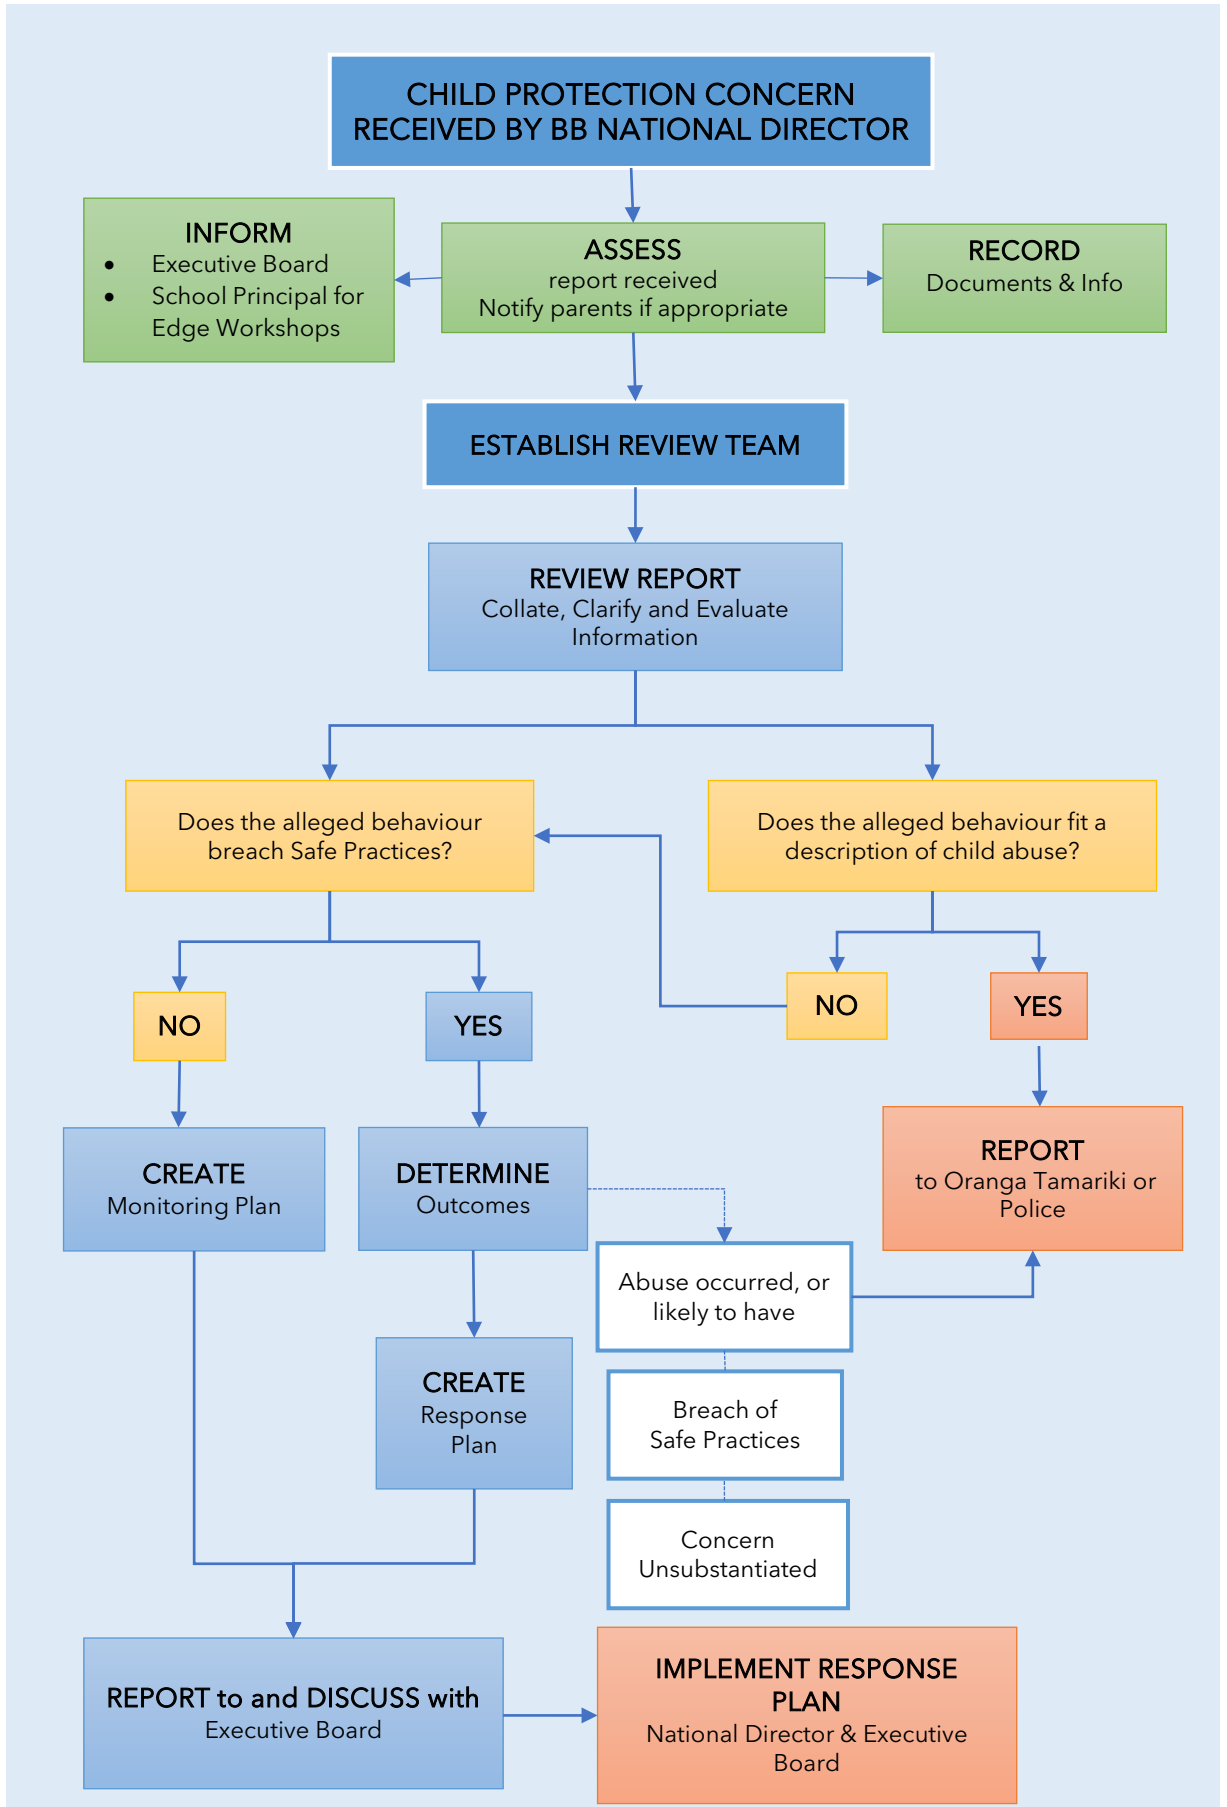 CHILD PROTECTION CONCERN
RECEIVED BY BB NATIONAL DIRECTOR
INFORM
• Executive Board
• School Principal for
Edge Workshops
ASSESS
report received
Notify parents if appropriate
RECORD
Documents & Info
ESTABLISH REVIEW TEAM
REVIEW REPORT
Collate, Clarify and Evaluate
Information
Does the alleged behaviour
breach Safe Practices?
Does the alleged behaviour fit a
description of child abuse?
NO
YES
NO
YES
CREATE
Monitoring Plan
DETERMINE
Outcomes
REPORT
to Oranga Tamariki or
Police
Abuse occurred, or
likely to have
CREATE
Response
Plan
Breach of
Safe Practices
Concern
Unsubstantiated
REPORT to and DISCUSS with
Executive Board
IMPLEMENT RESPONSE
PLAN
National Director & Executive
Board